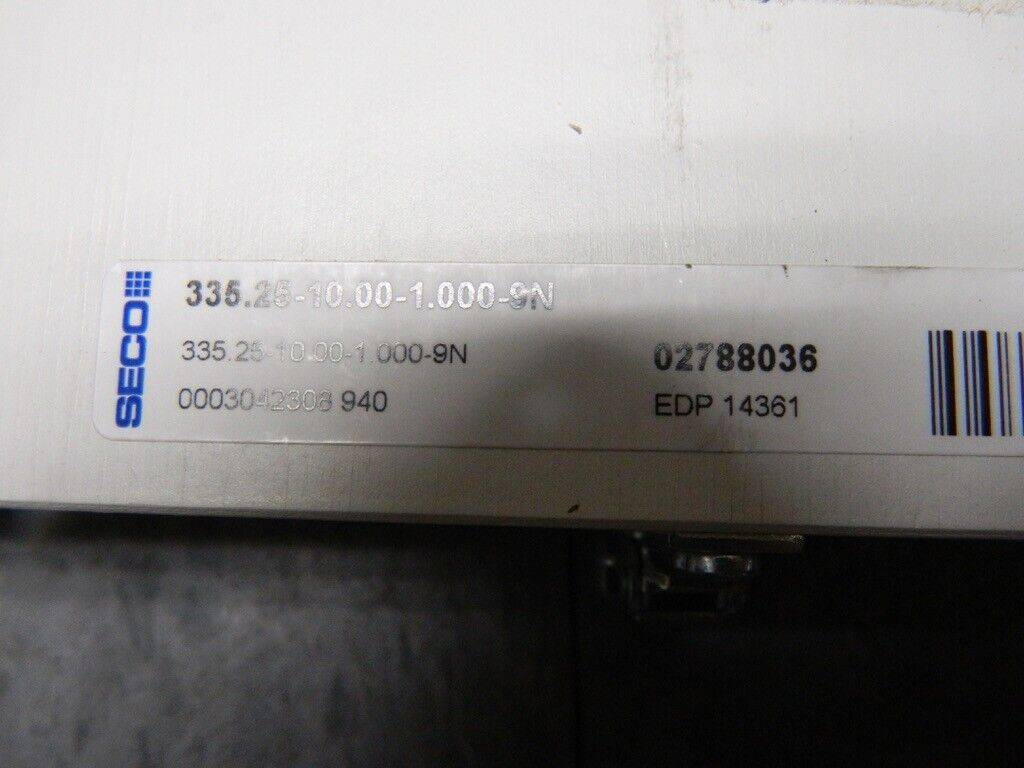 SECO
335.25-10.00-1.000-9N
335.25-10.00-1.000-9N
02788036
0003042308 940
EDP 14361